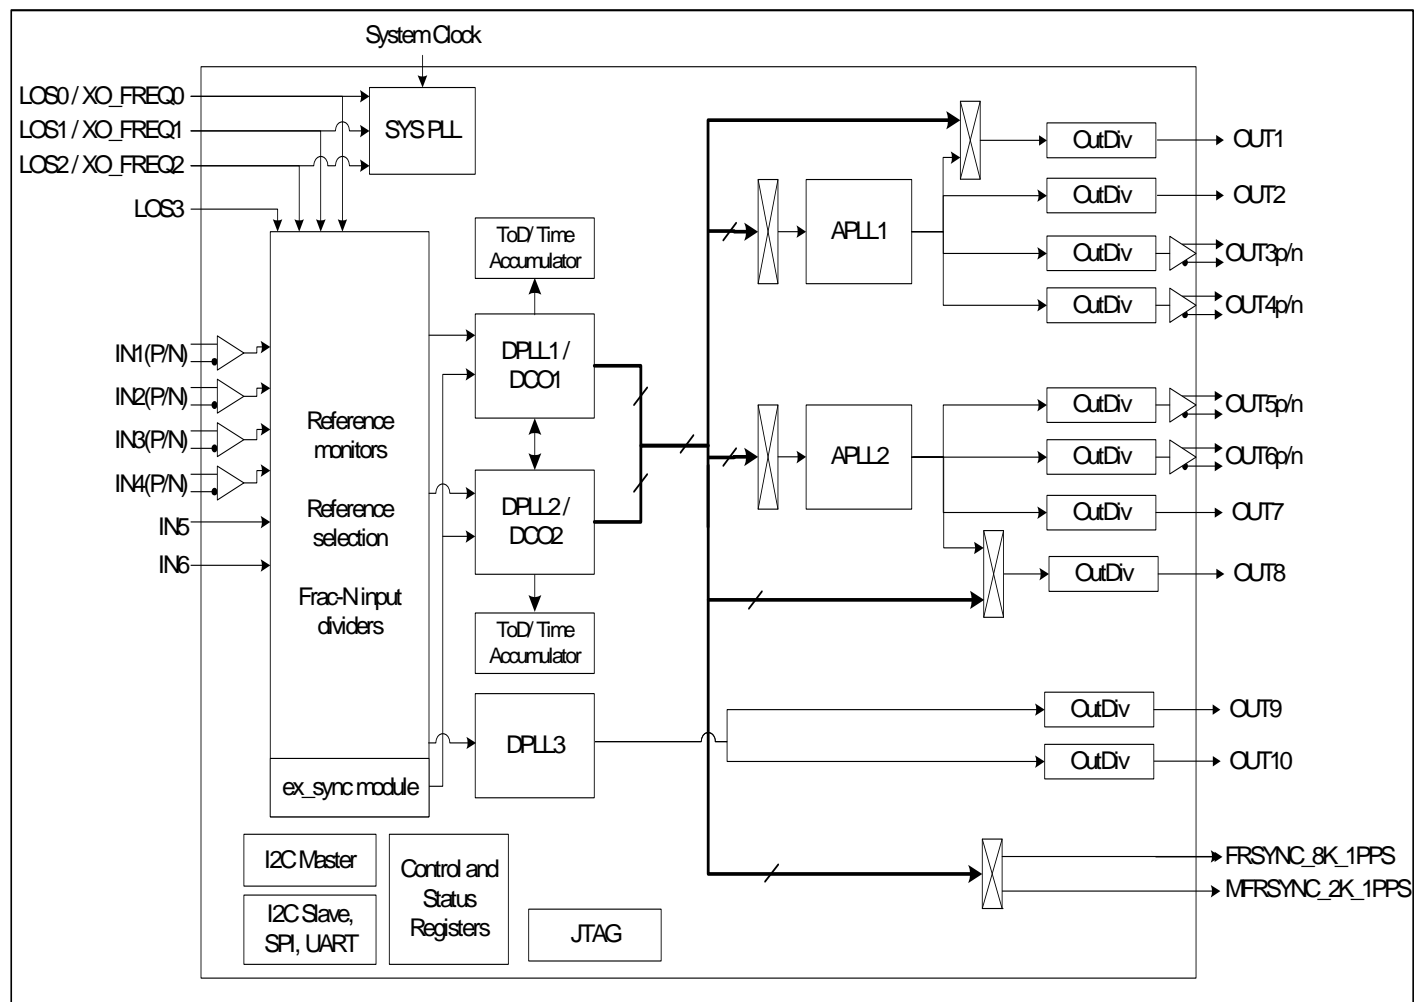 System Clock
LOS0 / XO_FREQ0
LOS1 / XO_FREQ1
LOS2 / XO_FREQ2
LOS3
SYS PLL
ToD/ Time
Accumulator
DPLL1 /
DCO1
DPLL2 /
DCO2
ToD/ Time
Accumulator
DPLL3
IN1(P/N)
IN2(P/N)
IN3(P/N)
IN4(P/N)
IN5
IN6
Reference
monitors
Reference
selection
Frac-N input
dividers
ex_sync module
APLL1
APLL2
OutDiv
OUT1
OutDiv
OUT2
OutDiv
OUT3p/n
OutDiv
OUT4p/n
OutDiv
OUT5p/n
OutDiv
OUT6p/n
OutDiv
OUT7
OutDiv
OUT8
OutDiv
OUT9
OutDiv
OUT10
FRSYNC_8K_1PPS
MFRSYNC_2K_1PPS
I2C Master
I2C Slave,
SPI, UART
Control and
Status
Registers
JTAG